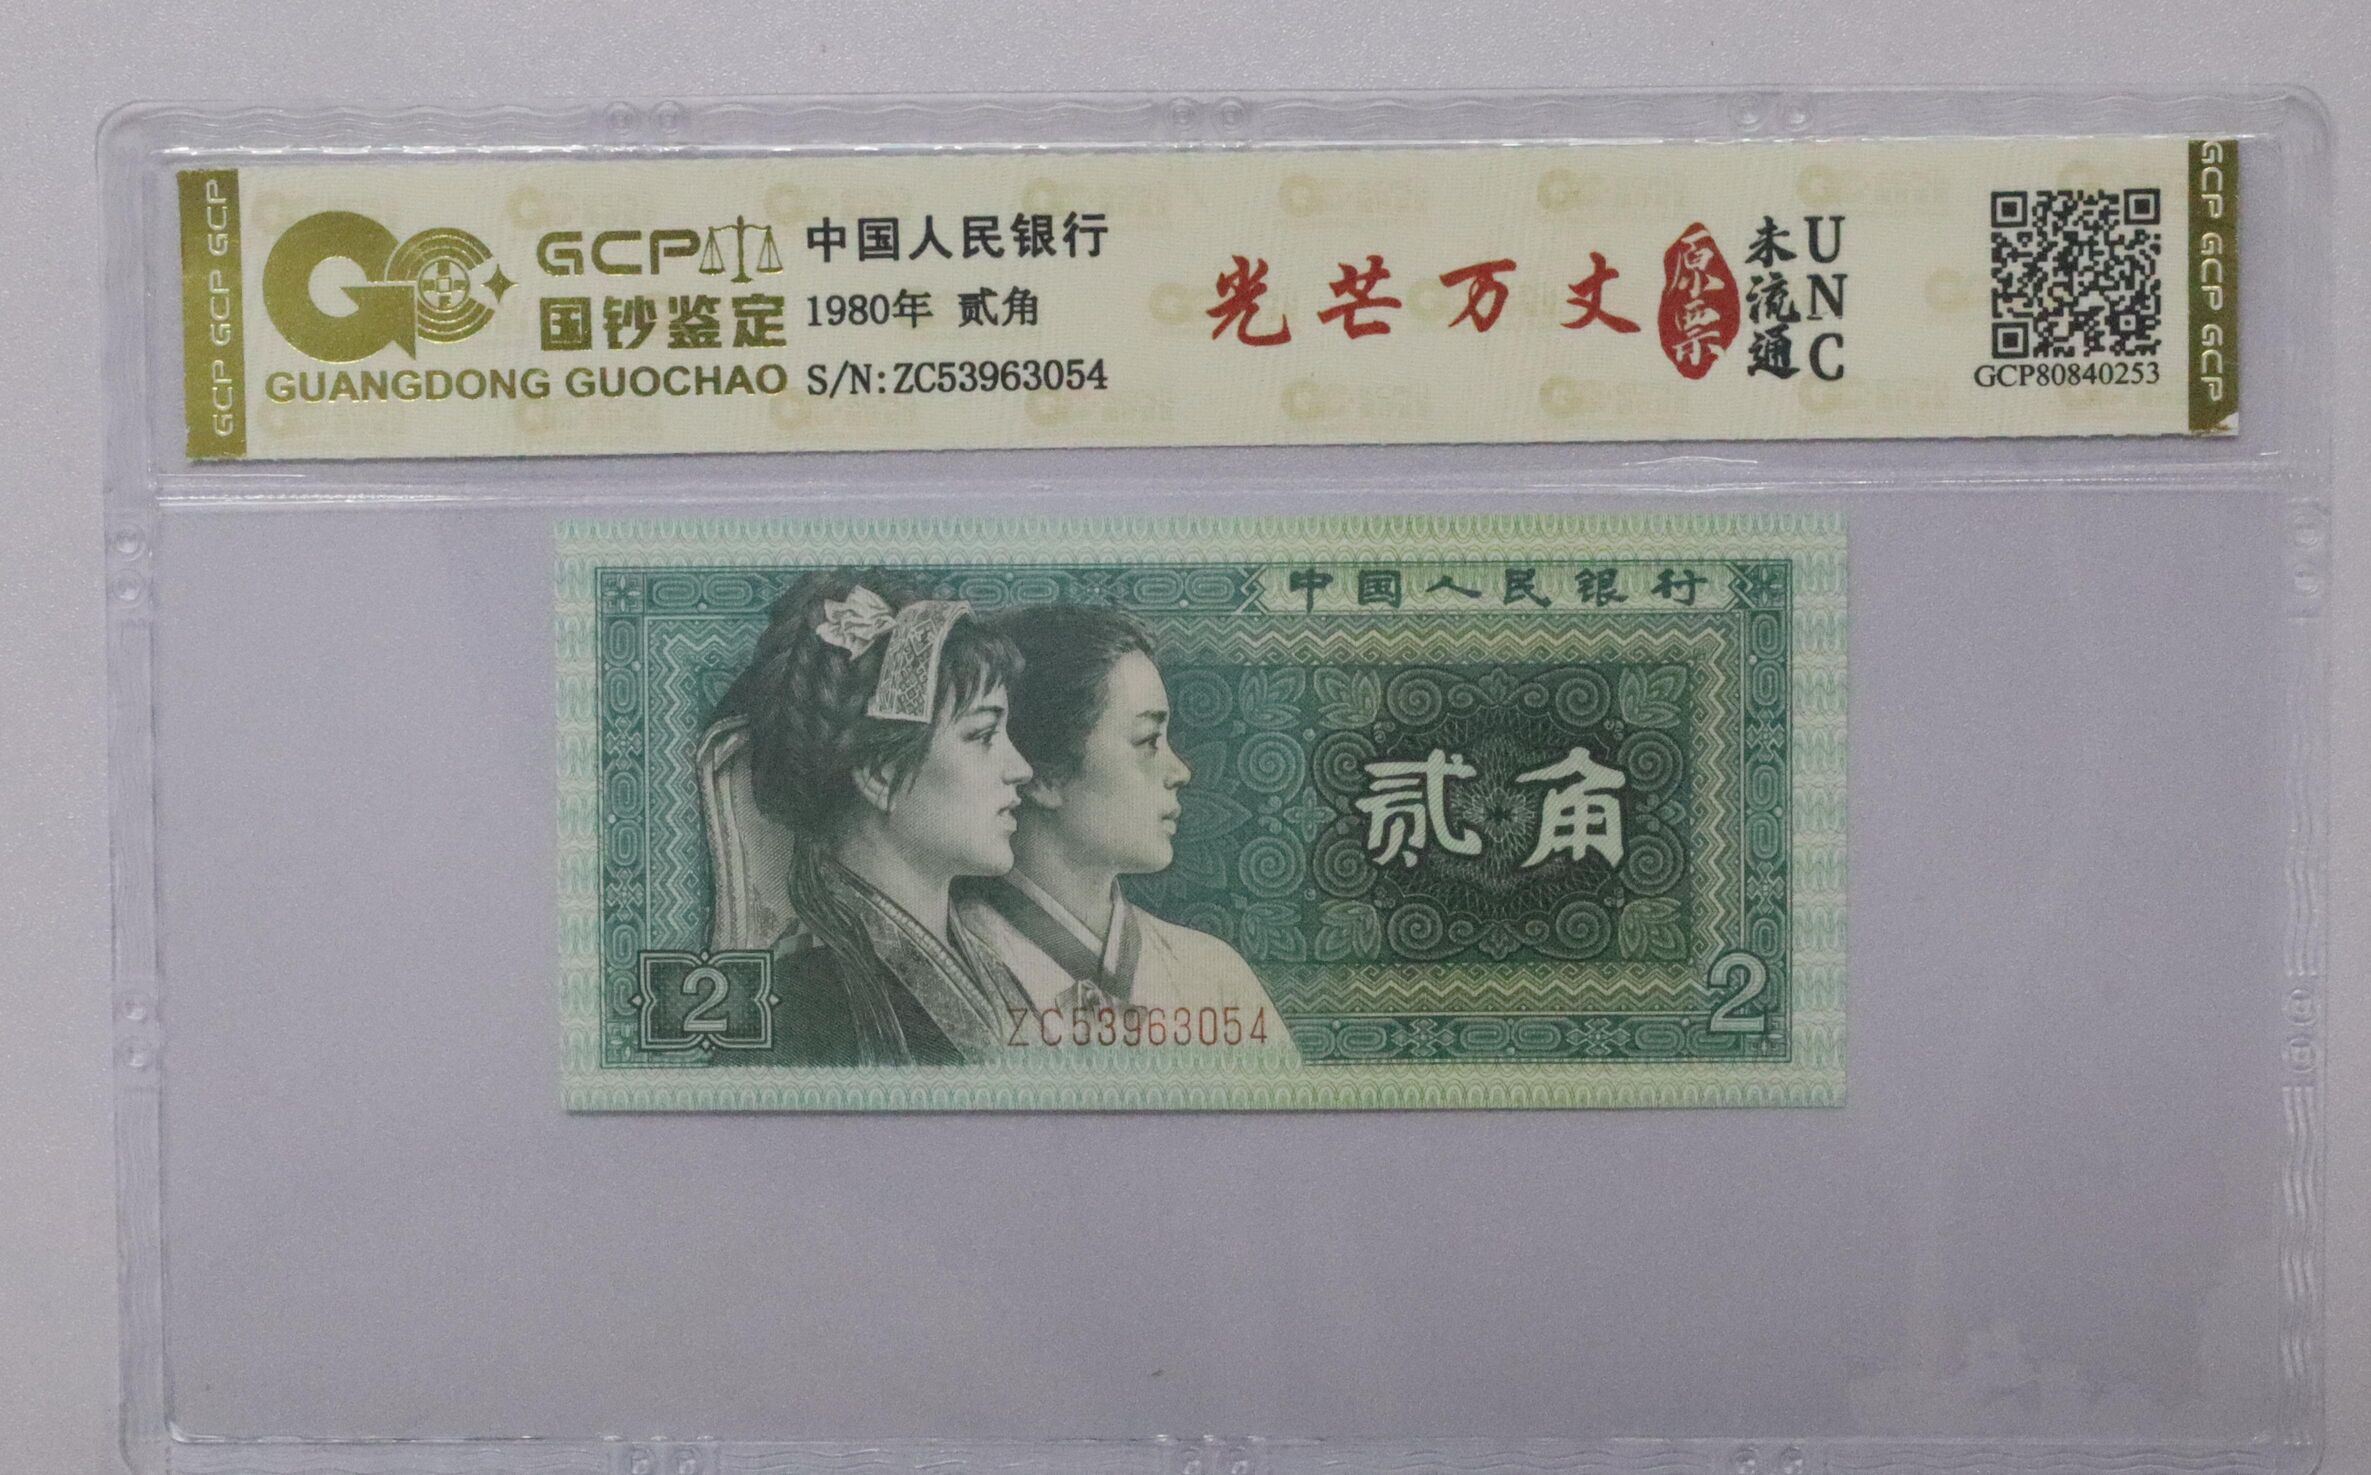 GCP GCP GCP
GCP
国钞鉴定
GUANGDONG GUOCHAO
中国人民银行
1980年 贰角
S/N:ZC53963054
光芒万丈
原票
未流通
UNC
GCP80840253
GCP GCP GCP
中国人民银行
贰角
2
ZC53963054
2